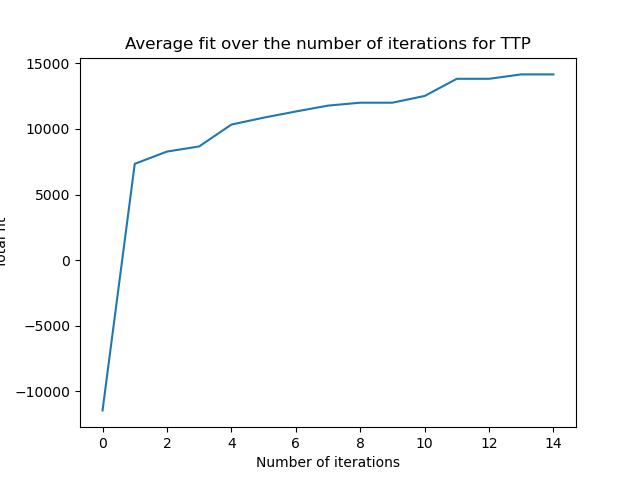 Average fit over the number of iterations for TTP
15000
10000
5000
0
−5000
−10000
fit
0 2 4 6 8 10 12 14
Number of iterations